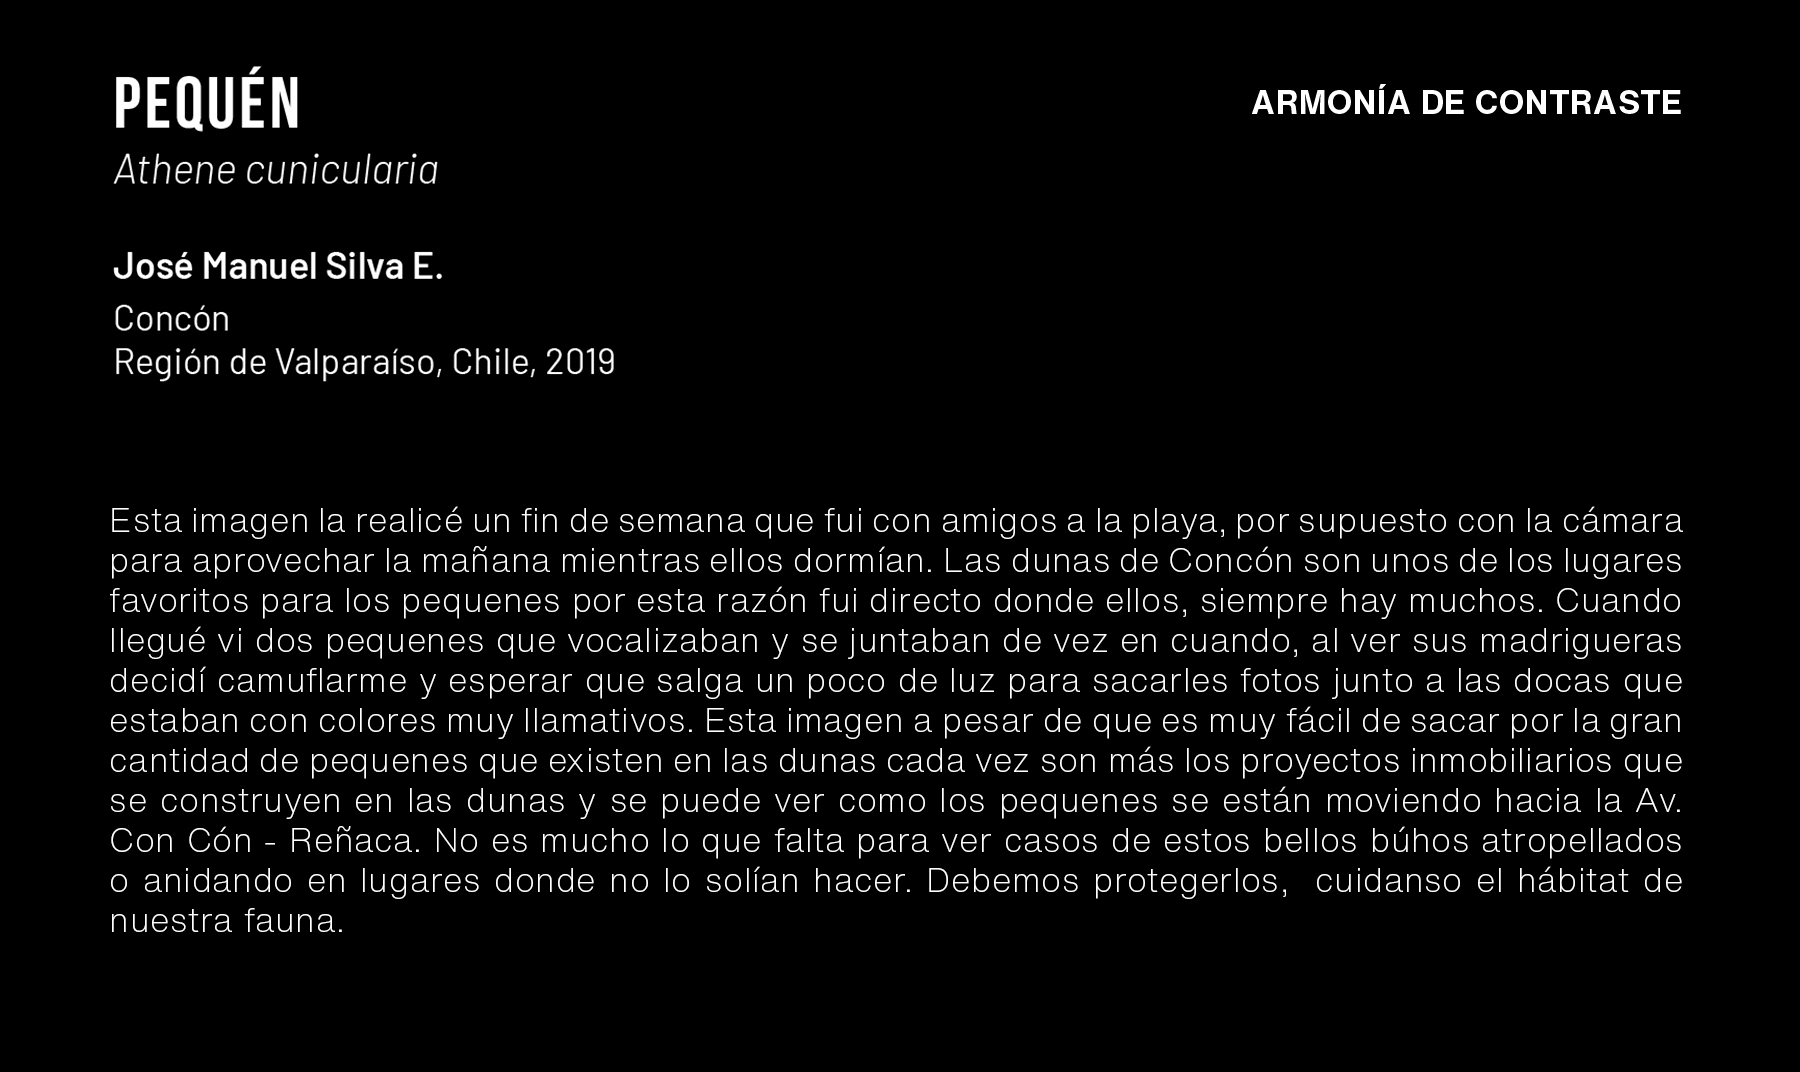 PEQUÉN
ARMONÍA DE CONTRASTE
Athene cunicularia
José Manuel Silva E.
Concón
Región de Valparaíso, Chile, 2019
Esta imagen la realicé un fin de semana que fui con amigos a la playa, por supuesto con la cámara
para aprovechar la mañana mientras ellos dormían. Las dunas de Concón son unos de los lugares
favoritos para los pequenes por esta razón fui directo donde ellos, siempre hay muchos. Cuando
llegué vi dos pequenes que vocalizaban y se juntaban de vez en cuando, al ver sus madrigueras
decidí camuflarme y esperar que salga un poco de luz para sacarles fotos junto a las docas que
estaban con colores muy llamativos. Esta imagen a pesar de que es muy fácil de sacar por la gran
cantidad de pequenes que existen en las dunas cada vez son más los proyectos inmobiliarios que
se construyen en las dunas y se puede ver como los pequenes se están moviendo hacia la Av.
Con Cón - Reñaca. No es mucho lo que falta para ver casos de estos bellos búhos atropellados
o anidando en lugares donde no lo solían hacer. Debemos protegerlos,  cuidanso el hábitat de
nuestra fauna.